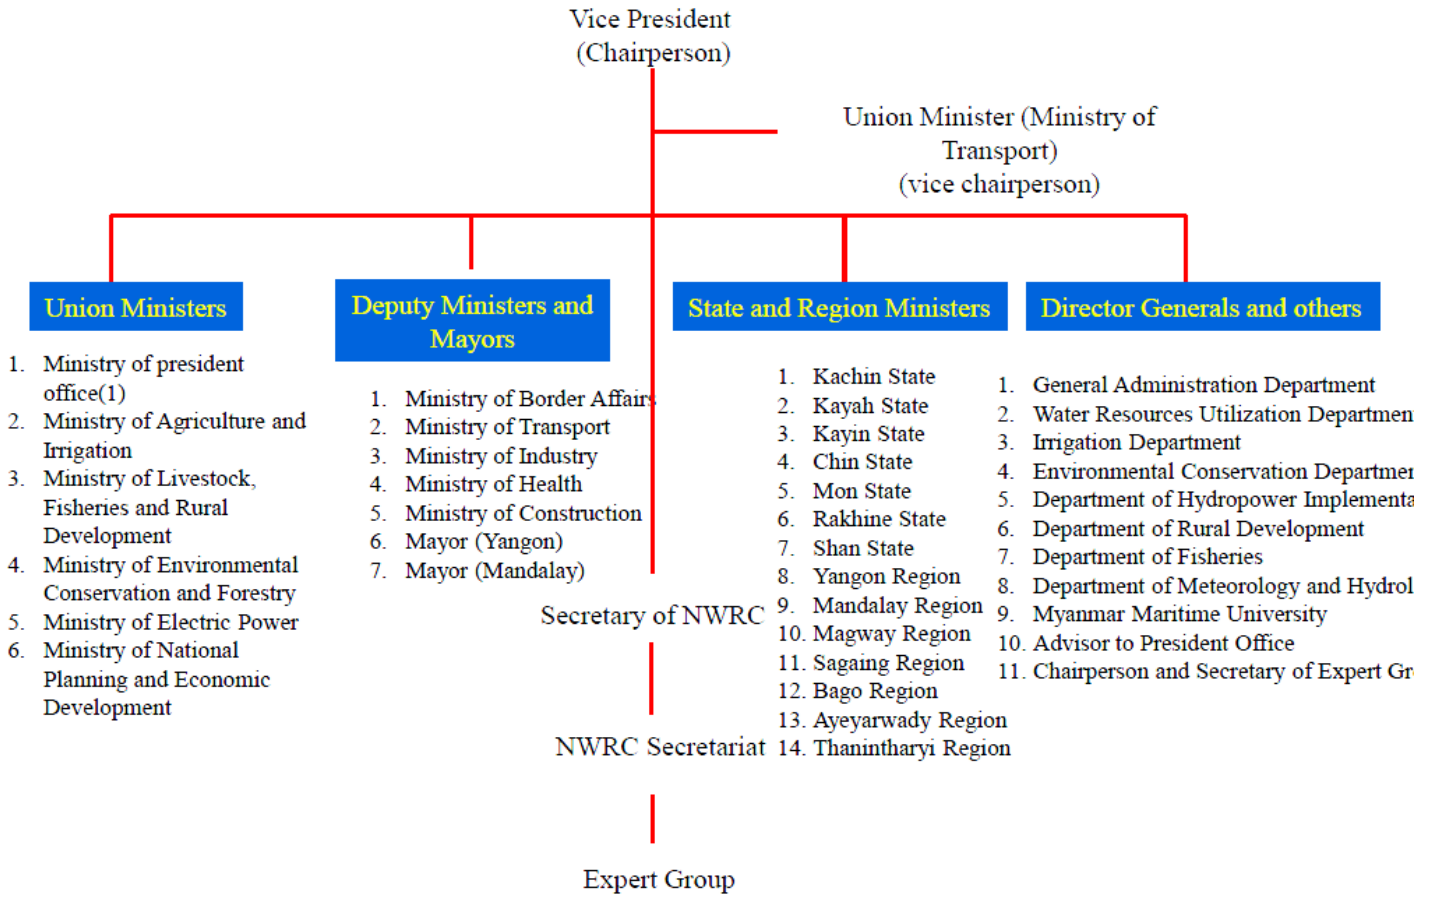 Vice President
(Chairperson)
Union Minister (Ministry of
Transport)
(vice chairperson)
Union Ministers
1. Ministry of president
office(1)
2. Ministry of Agriculture and
Irrigation
3. Ministry of Livestock,
Fisheries and Rural
Development
4. Ministry of Environmental
Conservation and Forestry
5. Ministry of Electric Power
6. Ministry of National
Planning and Economic
Development
Deputy Ministers and
Mayors
1. Ministry of Border Affairs
2. Ministry of Transport
3. Ministry of Industry
4. Ministry of Health
5. Ministry of Construction
6. Mayor (Yangon)
7. Mayor (Mandalay)
State and Region Ministers
1. Kachin State
2. Kayah State
3. Kayin State
4. Chin State
5. Mon State
6. Rakhine State
7. Shan State
8. Yangon Region
9. Mandalay Region
10. Magway Region
11. Sagaing Region
12. Bago Region
13. Ayeyarwady Region
14. Thanintharyi Region
Director Generals and others
1. General Administration Department
2. Water Resources Utilization Departmen
3. Irrigation Department
4. Environmental Conservation Departmen
5. Department of Hydropower Implementa
6. Department of Rural Development
7. Department of Fisheries
8. Department of Meteorology and Hydrol
9. Myanmar Maritime University
10. Advisor to President Office
11. Chairperson and Secretary of Expert Gr
Secretary of NWRC
NWRC Secretariat
Expert Group